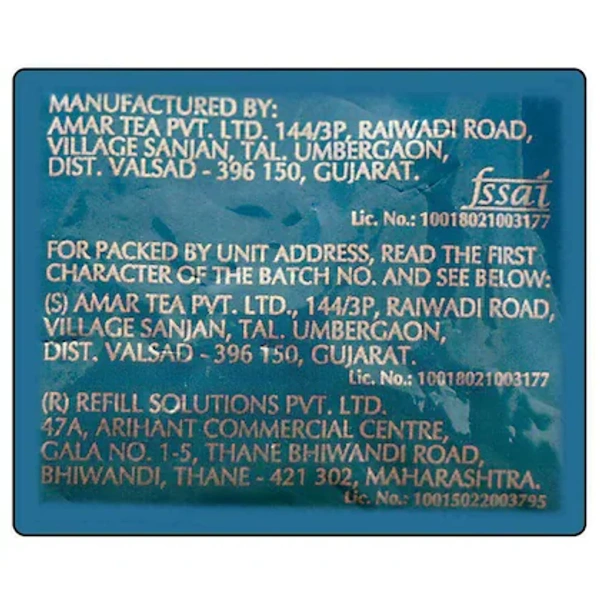 MANUFACTURED BY:
AMAR TEA PVT. LTD. 144/3P, RAIWADI ROAD,
VILLAGE SANJAN, TAL. UMBERGAON,
DIST. VALSAD - 396 150, GUJARAT.
fssai
Lic. No.: 10018021003177
FOR PACKED BY UNIT ADDRESS, READ THE FIRST
CHARACTER OF THE BATCH NO. AND SEE BELOW:
(S) AMAR TEA PVT. LTD., 144/3P, RAIWADI ROAD,
VILLAGE SANJAN, TAL. UMBERGAON,
DIST. VALSAD - 396 150, GUJARAT.
Lic. No.: 10018021003177
(R) REFILL SOLUTIONS PVT. LTD.
47A, ARIHANT COMMERCIAL CENTRE,
GALA NO. 1-5, THANE BHIWANDI ROAD,
BHIWANDI, THANE - 421 302, MAHARASHTRA.
Lic. No.: 10015022003795